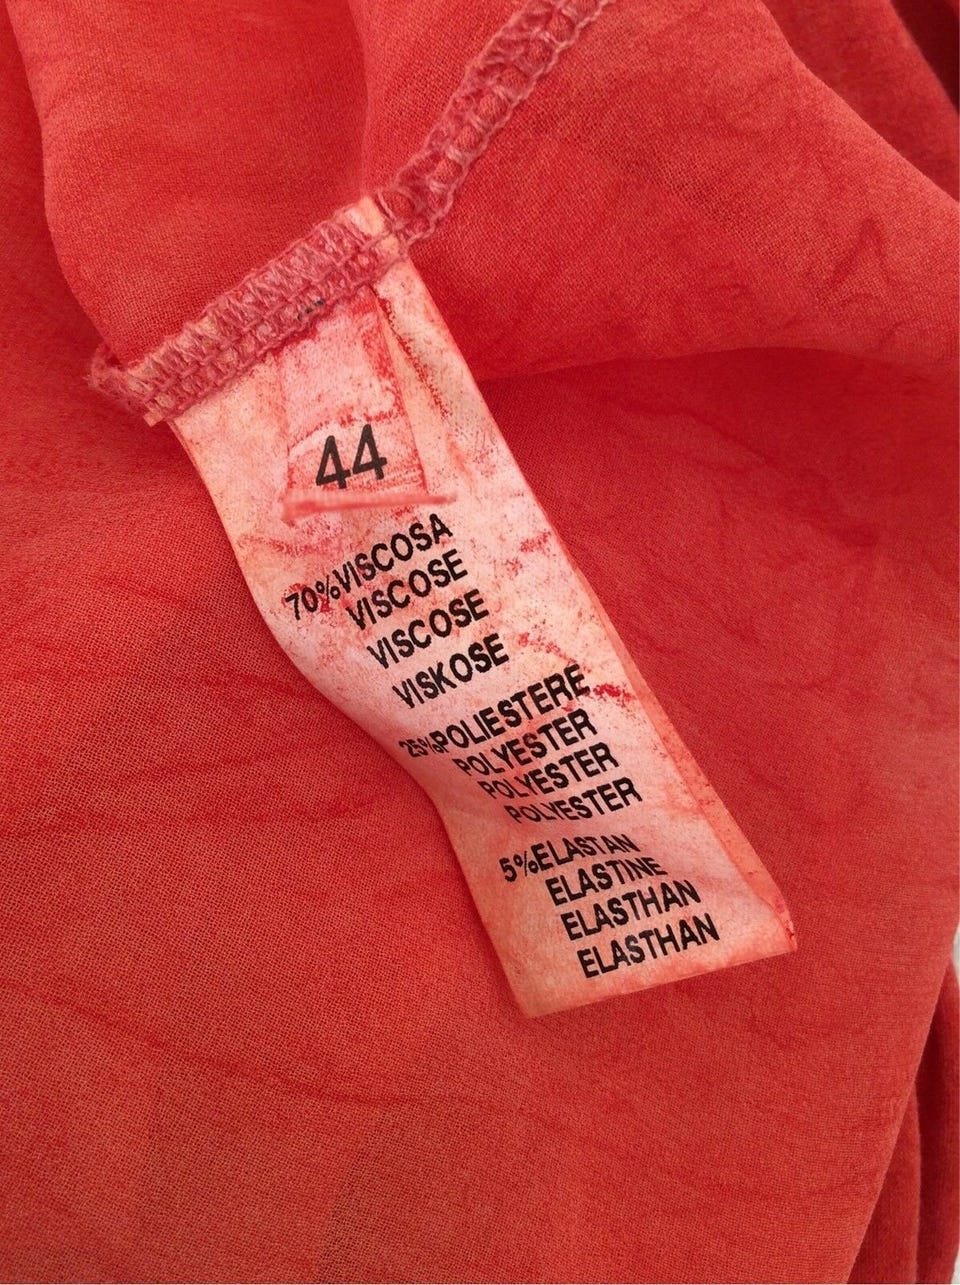 44
70%VISCOSA
VISCOSE
VISCOSE
VISKOSE
25%POLIESTERE
POLYESTER
POLYESTER
POLYESTER
5%ELASTAN
ELASTINE
ELASTHAN
ELASTHAN